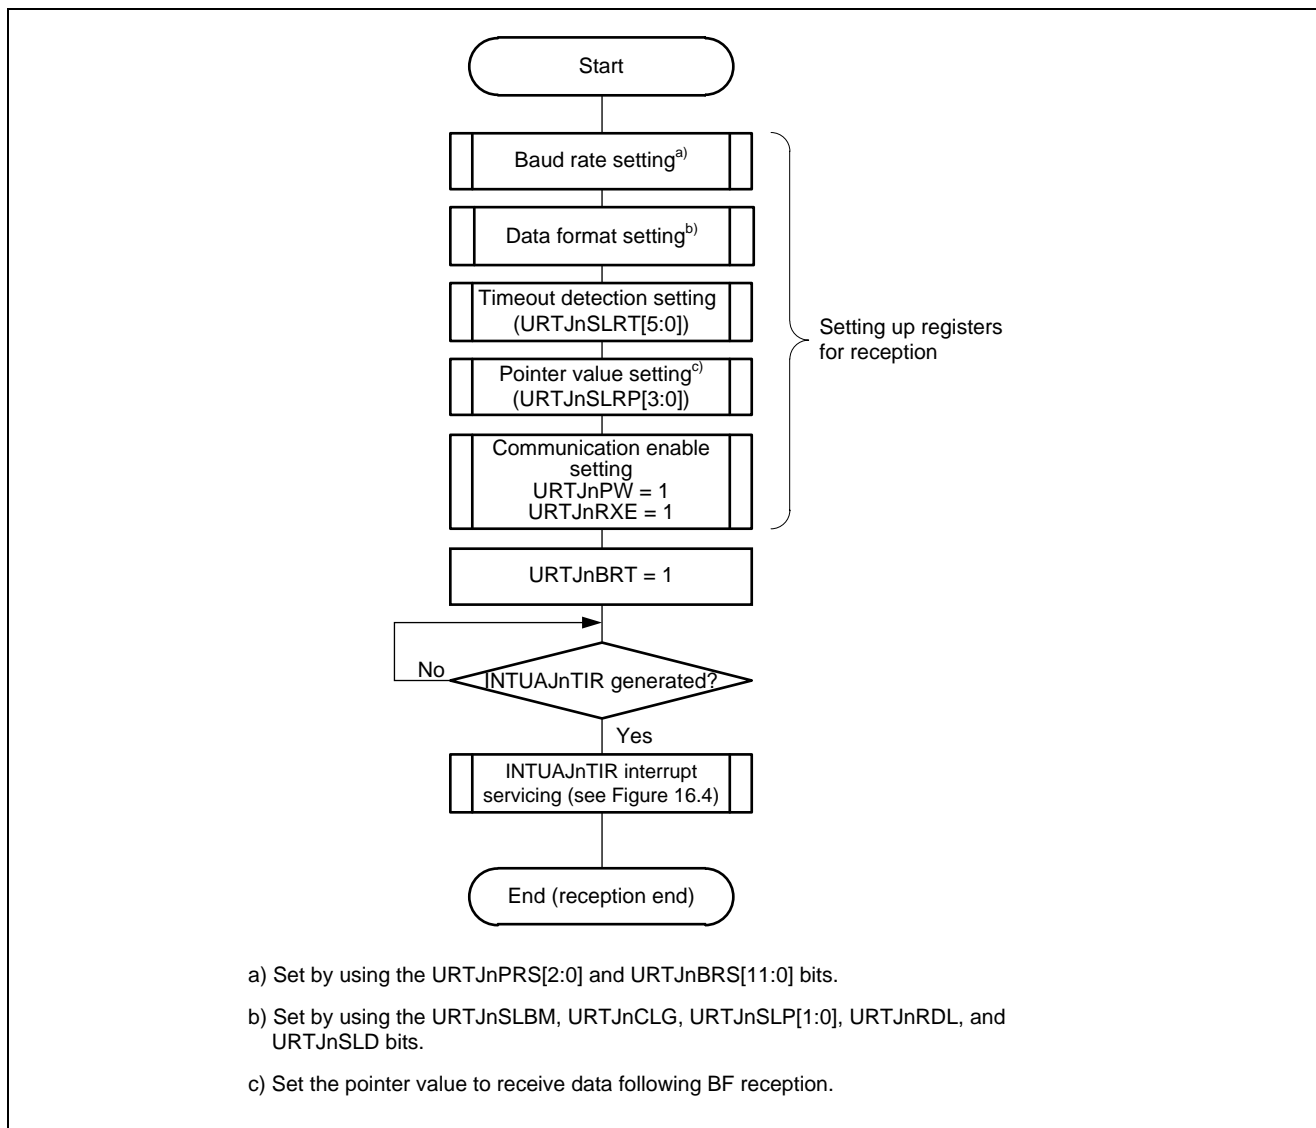 Start
Baud rate setting a)
Data format setting b)
Timeout detection setting
(URTJnSLRT[5:0])
Setting up registers
for reception
Pointer value setting c)
(URTJnSLRP[3:0])
Communication enable
setting
URTJnPW = 1
URTJnRXE = 1
URTJnBRT = 1
No
INTUAJnTIR generated?
Yes
INTUAJnTIR interrupt
servicing (see Figure 16.4)
End (reception end)
a) Set by using the URTJnPRS[2:0] and URTJnBRS[11:0] bits.
b) Set by using the URTJnSLBM, URTJnCLG, URTJnSLP[1:0], URTJnRDL, and
URTJnSLD bits.
c) Set the pointer value to receive data following BF reception.